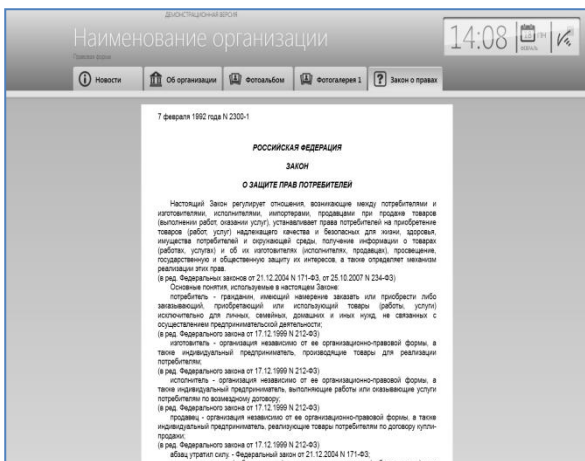 ДЕМОНСТРАЦИОННАЯ ВЕРСИЯ
Наименование организации
Правовая форма
14:08
Новости
Об организации
Фотоальбом
Фотогалерея 1
Закон о правах
7 февраля 1992 года N 2300-1
РОССИЙСКАЯ ФЕДЕРАЦИЯ
ЗАКОН
О ЗАЩИТЕ ПРАВ ПОТРЕБИТЕЛЕЙ
Настоящий Закон регулирует отношения, возникающие между потребителями и
изготовителями, исполнителями, импортерами, продавцами при продаже товаров
(выполнении работ, оказании услуг), устанавливает права потребителей на приобретение
товаров (работ, услуг) надлежащего качества и безопасных для жизни, здоровья,
имущества потребителей и окружающей среды, получение информации о товарах
(работах, услугах) и об их изготовителях (исполнителях, продавцах), просвещение,
государственную и общественную защиту их интересов, а также определяет механизм
реализации этих прав.
(в ред. Федеральных законов от 21.12.2004 N 171-ФЗ, от 25.10.2007 N 234-ФЗ)
Основные понятия, используемые в настоящем Законе:
потребитель - гражданин, имеющий намерение заказать или приобрести либо
заказывающий, приобретающий или использующий товары (работы, услуги)
исключительно для личных, семейных, домашних и иных нужд, не связанных с
осуществлением предпринимательской деятельности;
(в ред. Федерального закона от 17.12.1999 N 212-ФЗ)
изготовитель - организация независимо от ее организационно-правовой формы, а
также индивидуальный предприниматель, производящие товары для реализации
потребителям;
(в ред. Федерального закона от 17.12.1999 N 212-ФЗ)
исполнитель - организация независимо от ее организационно-правовой формы, а
также индивидуальный предприниматель, выполняющие работы или оказывающие услуги
потребителям по возмездному договору;
(в ред. Федерального закона от 17.12.1999 N 212-ФЗ)
продавец - организация независимо от ее организационно-правовой формы, а также
индивидуальный предприниматель, реализующие товары потребителям по договору купли-
продажи;
(в ред. Федерального закона от 17.12.1999 N 212-ФЗ)
абзац утратил силу. - Федеральный закон от 21.12.2004 N 171-ФЗ;